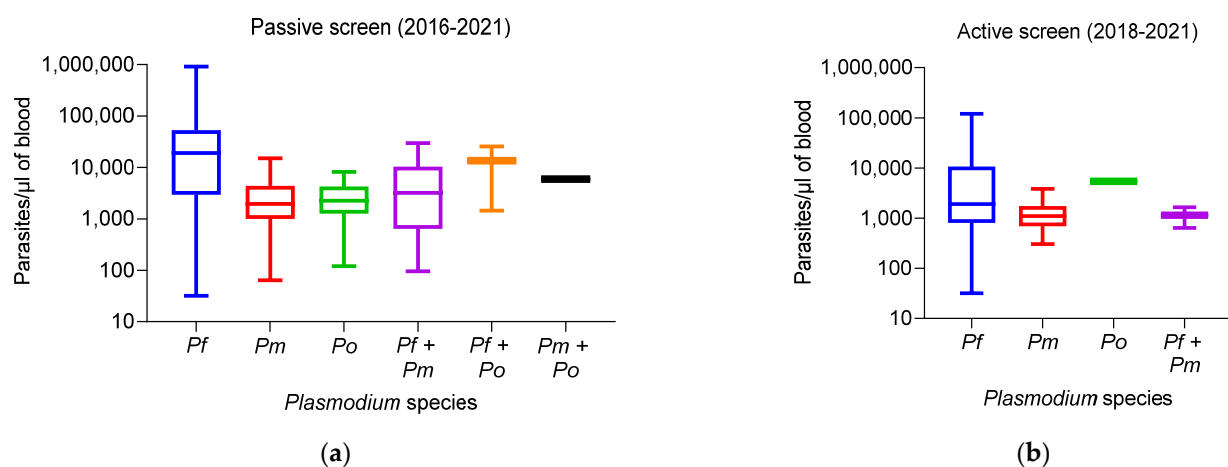 Passive screen (2016-2021)
Parasites/µl of blood
1,000,000
100,000
10,000
1,000
100
10
Pf
Pm
Po
Pf +
Pm
Pf +
Po
Pm +
Po
Plasmodium species
(a)
Active screen (2018-2021)
Parasites/µl of blood
1,000,000
100,000
10,000
1,000
100
10
Pf
Pm
Po
Pf +
Pm
Plasmodium species
(b)